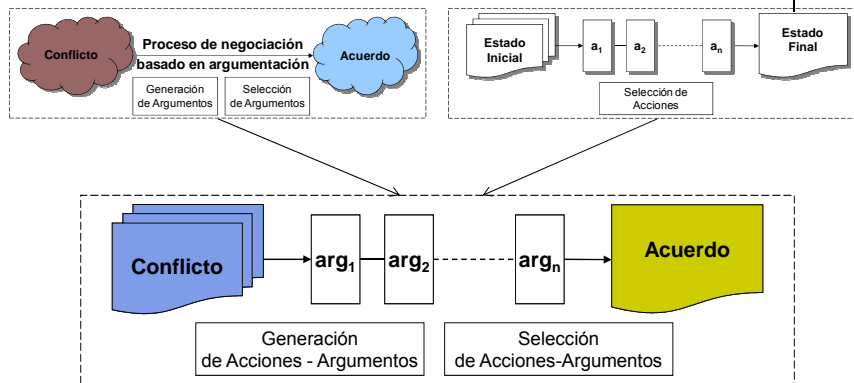 Conflicto
Proceso de negociación
basado en argumentación
Acuerdo
Generación
de Argumentos
Selección
de Argumentos
Estado
Inicial
a1
a2
an
Estado
Final
Selección de
Acciones
Conflicto
arg1
arg2
argn
Acuerdo
Generación
de Acciones - Argumentos
Selección
de Acciones-Argumentos